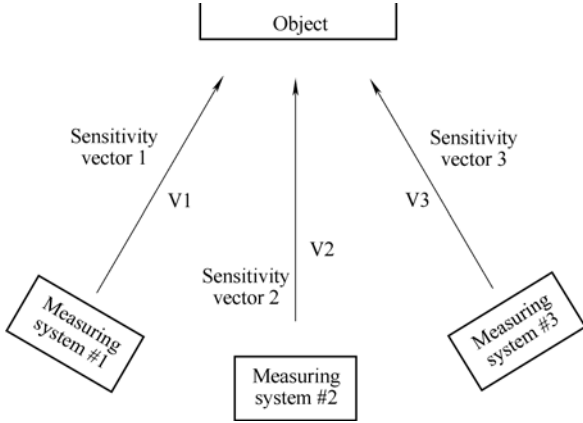 Object
Sensitivity
vector 1
Sensitivity
vector 3
V1
V3
V2
Sensitivity
vector 2
Measuring
system #1
Measuring
system #2
Measuring
system #3